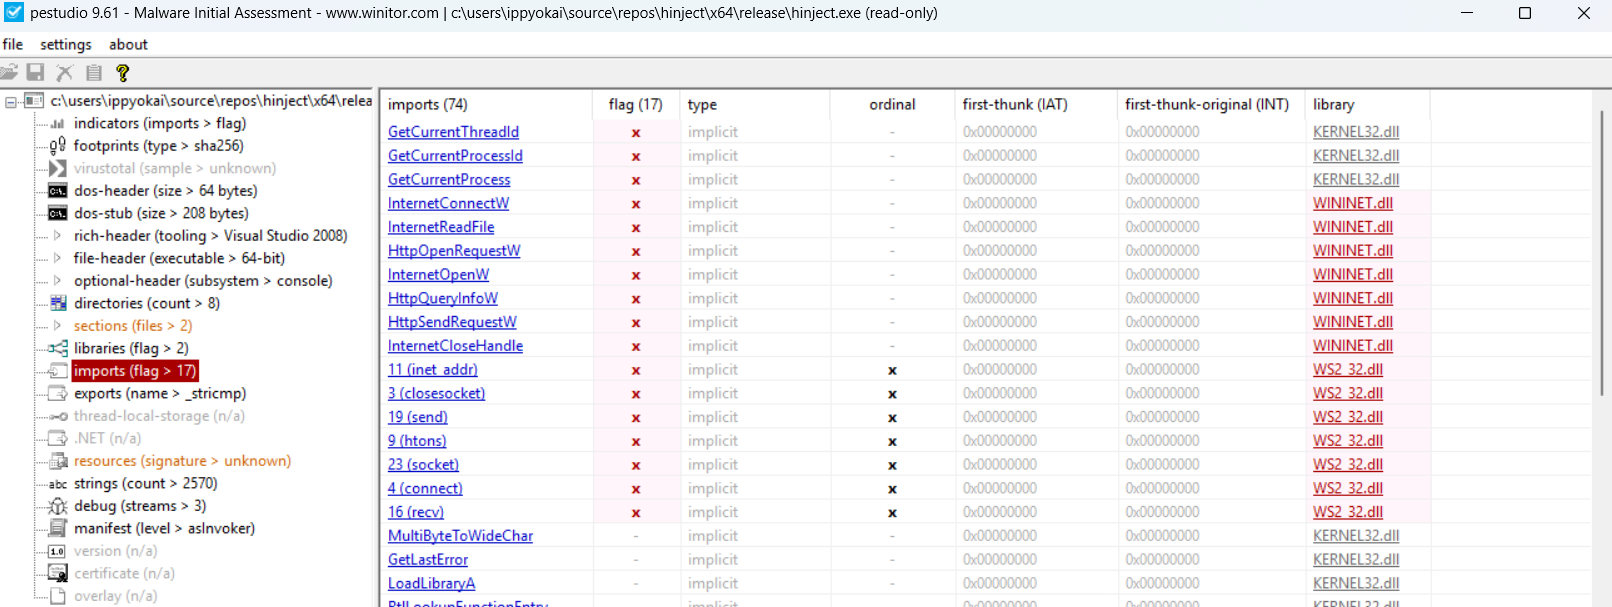 pestudio 9.61 - Malware Initial Assessment - www.winitor.com | c:\users\ippyokai\source\repos\hinject\x64\release\hinject.exe (read-only)
file settings about
c:\users\ippyokai\source\repos\hinject\x64\relea
indicators (imports > flag)
footprints (type > sha256)
virustotal (sample > unknown)
dos-header (size > 64 bytes)
dos-stub (size > 208 bytes)
rich-header (tooling > Visual Studio 2008)
file-header (executable > 64-bit)
optional-header (subsystem > console)
directories (count > 8)
sections (files > 2)
libraries (flag > 2)
imports (flag > 17)
exports (name > _stricmp)
thread-local-storage (n/a)
.NET (n/a)
resources (signature > unknown)
abc strings (count > 2570)
debug (streams > 3)
manifest (level > asInvoker)
1.0 version (n/a)
certificate (n/a)
overlay (n/a)
imports (74) flag (17) type ordinal first-thunk (IAT) first-thunk-original (INT) library
GetCurrentThreadId x implicit - 0x00000000 0x00000000 KERNEL32.dll
GetCurrentProcessId x implicit - 0x00000000 0x00000000 KERNEL32.dll
GetCurrentProcess x implicit - 0x00000000 0x00000000 KERNEL32.dll
InternetConnectW x implicit - 0x00000000 0x00000000 WININET.dll
InternetReadFile x implicit - 0x00000000 0x00000000 WININET.dll
HttpOpenRequestW x implicit - 0x00000000 0x00000000 WININET.dll
InternetOpenW x implicit - 0x00000000 0x00000000 WININET.dll
HttpQueryInfoW x implicit - 0x00000000 0x00000000 WININET.dll
HttpSendRequestW x implicit - 0x00000000 0x00000000 WININET.dll
InternetCloseHandle x implicit - 0x00000000 0x00000000 WININET.dll
11 (inet_addr) x implicit x 0x00000000 0x00000000 WS2_32.dll
3 (closesocket) x implicit x 0x00000000 0x00000000 WS2_32.dll
19 (send) x implicit x 0x00000000 0x00000000 WS2_32.dll
9 (htons) x implicit x 0x00000000 0x00000000 WS2_32.dll
23 (socket) x implicit x 0x00000000 0x00000000 WS2_32.dll
4 (connect) x implicit x 0x00000000 0x00000000 WS2_32.dll
16 (recv) x implicit x 0x00000000 0x00000000 WS2_32.dll
MultiByteToWideChar - implicit - 0x00000000 0x00000000 KERNEL32.dll
GetLastError - implicit - 0x00000000 0x00000000 KERNEL32.dll
LoadLibraryA - implicit - 0x00000000 0x00000000 KERNEL32.dll
RtlLookupFunctionEntry - implicit - 0x00000000 0x00000000 KERNEL32.dll